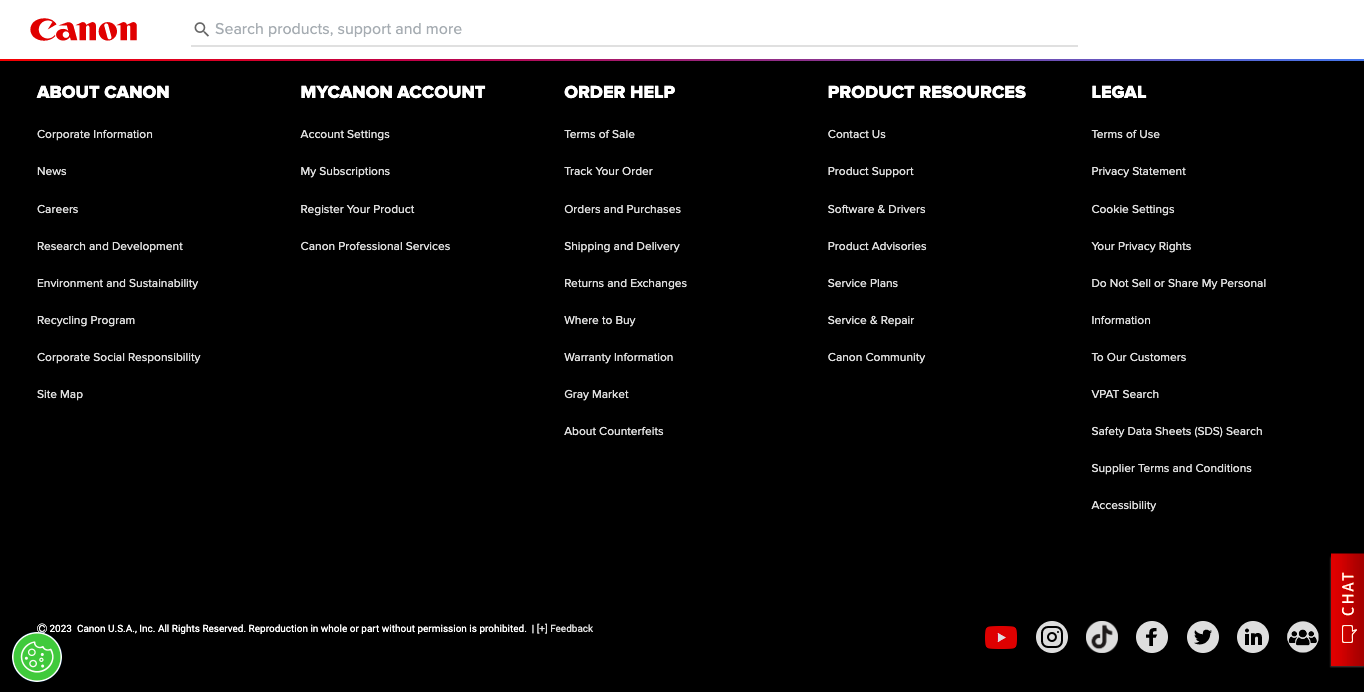 Canon
Search products, support and more
ABOUT CANON
Corporate Information
News
Careers
Research and Development
Environment and Sustainability
Recycling Program
Corporate Social Responsibility
Site Map
MYCANON ACCOUNT
Account Settings
My Subscriptions
Register Your Product
Canon Professional Services
ORDER HELP
Terms of Sale
Track Your Order
Orders and Purchases
Shipping and Delivery
Returns and Exchanges
Where to Buy
Warranty Information
Gray Market
About Counterfeits
PRODUCT RESOURCES
Contact Us
Product Support
Software & Drivers
Product Advisories
Service Plans
Service & Repair
Canon Community
LEGAL
Terms of Use
Privacy Statement
Cookie Settings
Your Privacy Rights
Do Not Sell or Share My Personal
Information
To Our Customers
VPAT Search
Safety Data Sheets (SDS) Search
Supplier Terms and Conditions
Accessibility
© 2023 Canon U.S.A., Inc. All Rights Reserved. Reproduction in whole or part without permission is prohibited. | [+] Feedback
CHAT